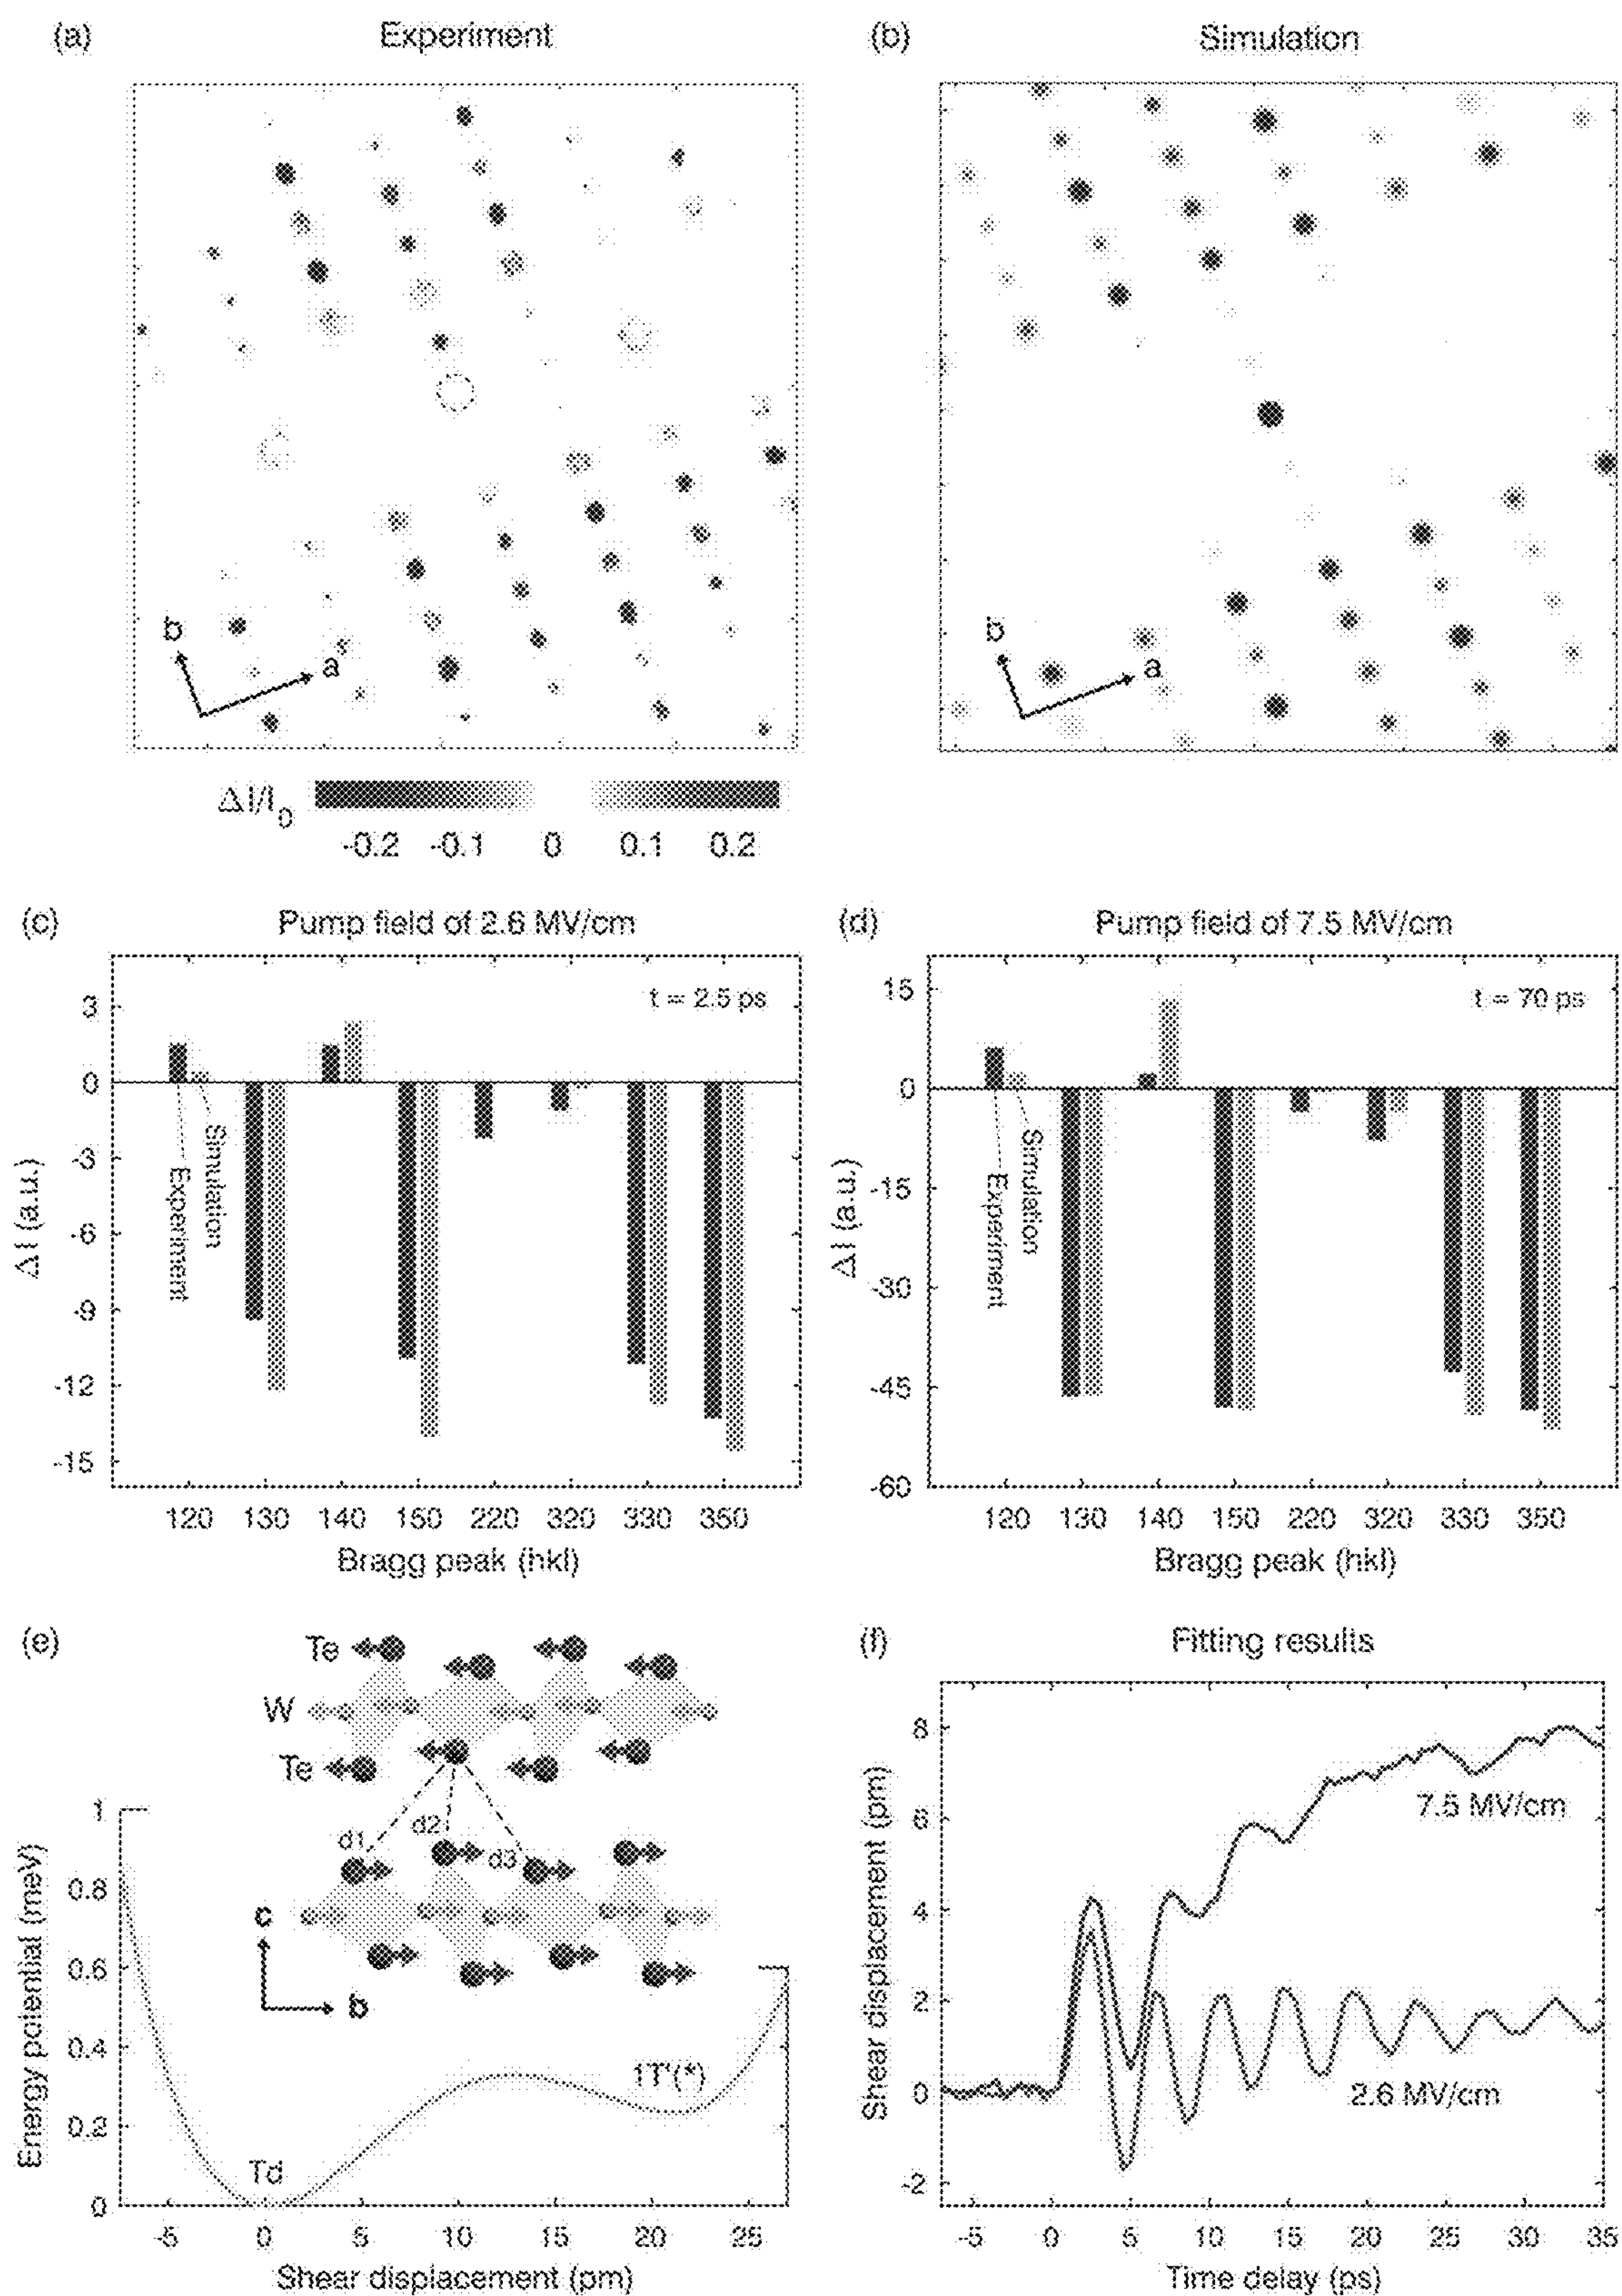 (a) Experiment
(b) Simulation
b
a
b
a
ΔI/I0
-0.2 -0.1 0 0.1 0.2
(c) Pump field of 2.6 MV/cm
t = 2.5 ps
3
0
-3
-6
-9
-12
-15
ΔI (a.u.)
Experiment
Simulation
120 130 140 150 220 320 330 350
Bragg peak (hkl)
(d) Pump field of 7.5 MV/cm
t = 70 ps
15
0
-15
-30
-45
-60
ΔI (a.u.)
Experiment
Simulation
120 130 140 150 220 320 330 350
Bragg peak (hkl)
(e)
Te
W
Te
d1
d2
d3
c
b
1
0.8
0.6
0.4
0.2
0
Energy potential (meV)
Td
1T'(*)
-5 0 5 10 15 20 25
Shear displacement (pm)
(f) Fitting results
8
6
4
2
0
-2
Shear displacement (pm)
7.5 MV/cm
2.6 MV/cm
-5 0 5 10 15 20 25 30 35
Time delay (ps)